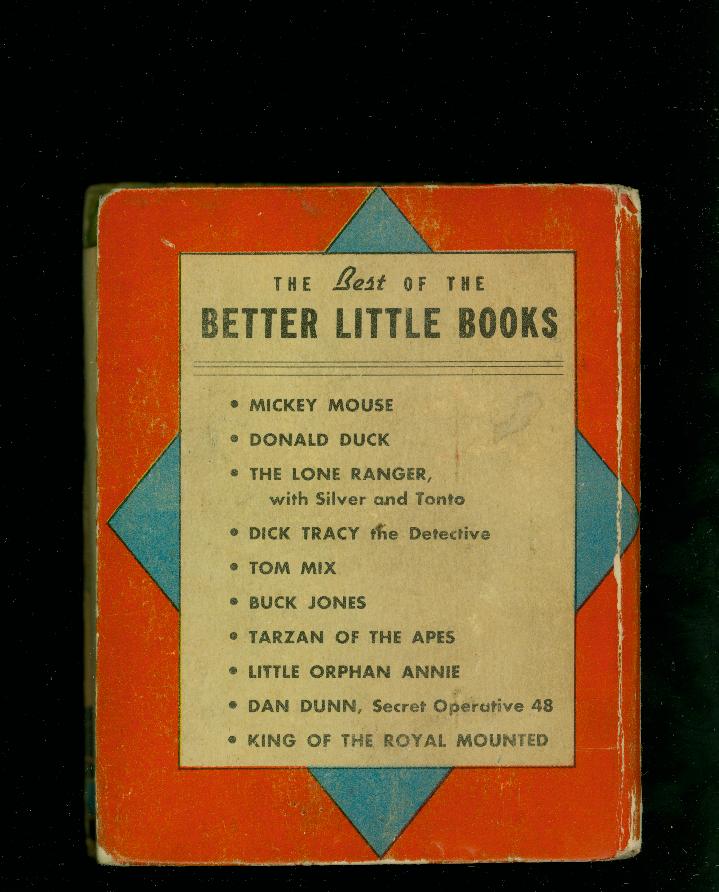 THE Best OF THE
BETTER LITTLE BOOKS
• MICKEY MOUSE
• DONALD DUCK
• THE LONE RANGER,
with Silver and Tonto
• DICK TRACY the Detective
• TOM MIX
• BUCK JONES
• TARZAN OF THE APES
• LITTLE ORPHAN ANNIE
• DAN DUNN, Secret Operative 48
• KING OF THE ROYAL MOUNTED